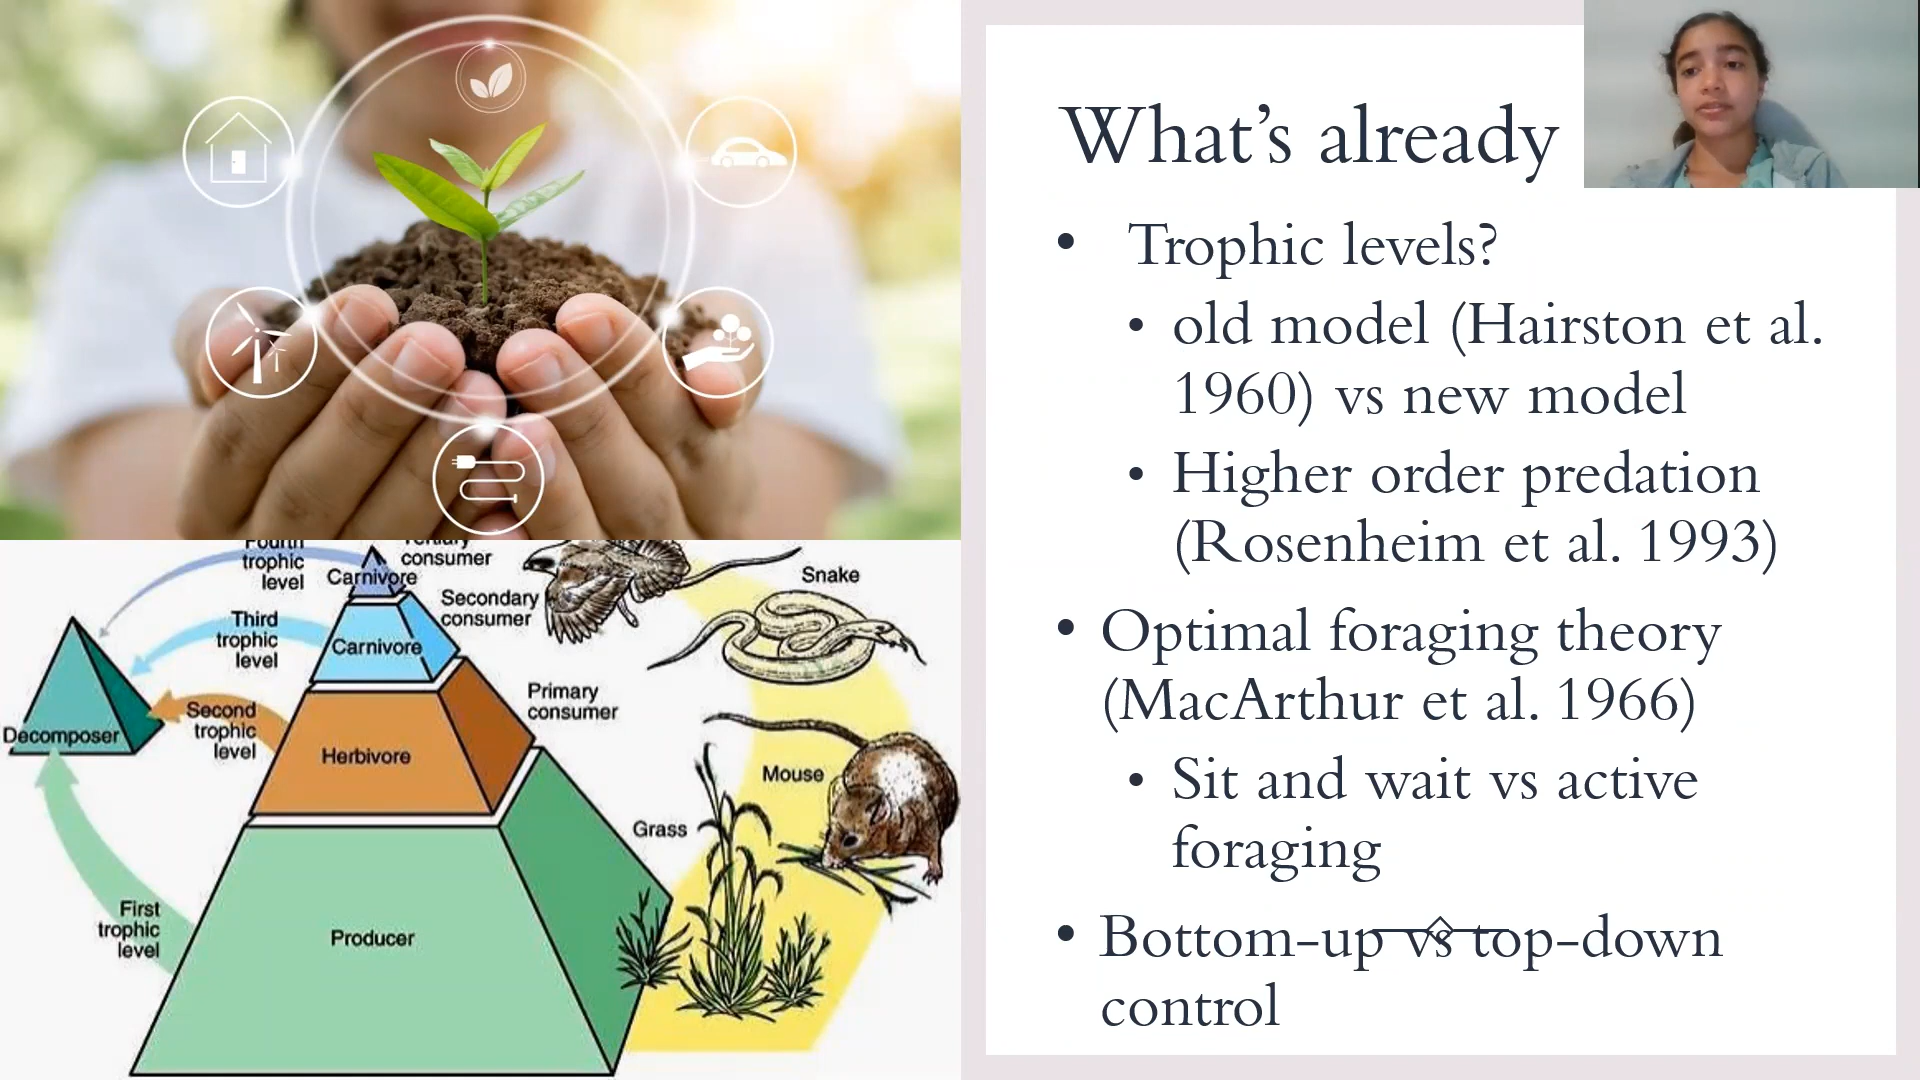 What’s already
• Trophic levels?
• old model (Hairston et al.
1960) vs new model
• Higher order predation
(Rosenheim et al. 1993)
• Optimal foraging theory
(MacArthur et al. 1966)
• Sit and wait vs active
foraging
• Bottom-up vs top-down
control
Fourth
trophic
level
Tertiary
consumer
Carnivore
Secondary
consumer
Snake
Third
trophic
level
Carnivore
Primary
consumer
Second
trophic
level
Decomposer
Herbivore
Mouse
Grass
First
trophic
level
Producer